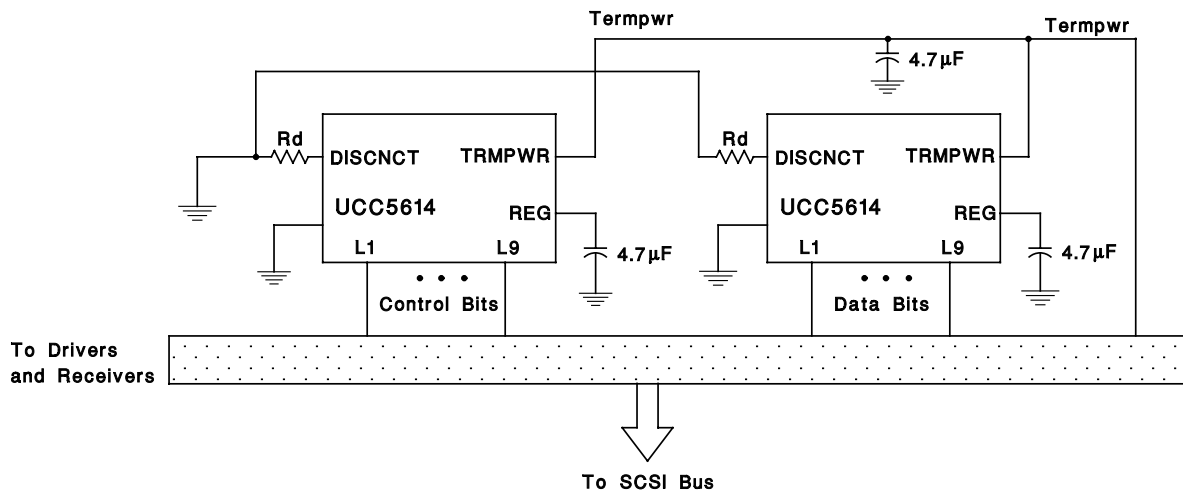 Termpwr
Termpwr
4.7µF
Rd
DISCNCT
TRMPWR
UCC5614
REG
L1
L9
4.7µF
Control Bits
Rd
DISCNCT
TRMPWR
UCC5614
REG
L1
L9
4.7µF
Data Bits
To Drivers
and Receivers
To SCSI Bus